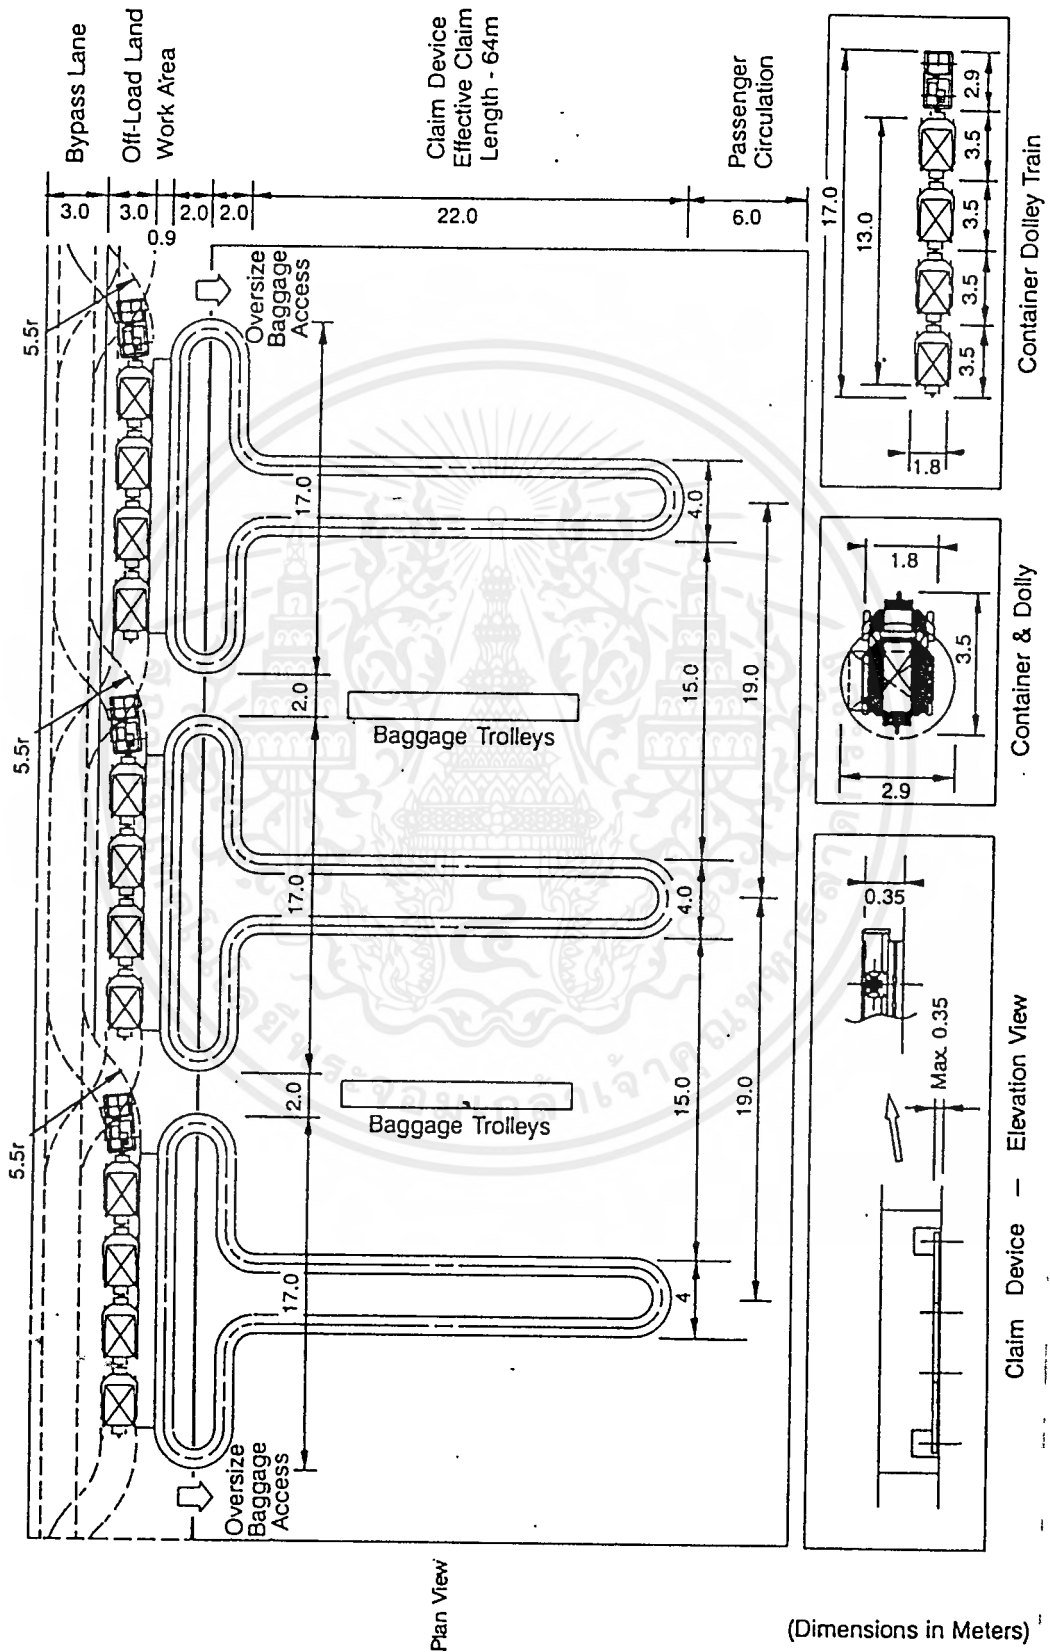 Bypass Lane
Off-Load Land
Work Area
Claim Device
Effective Claim
Length - 64m
Passenger
Circulation
3.0
3.0
0.9
2.0
2.0
22.0
6.0
5.5r
5.5r
5.5r
Oversize
Baggage
Access
Oversize
Baggage
Access
17.0
2.0
17.0
2.0
17.0
Baggage Trolleys
Baggage Trolleys
4.0
15.0
4.0
15.0
4
19.0
19.0
Plan View
17.0
13.0
3.5
3.5
3.5
3.5
2.9
1.8
Container Dolley Train
1.8
3.5
2.9
Container & Dolly
0.35
Max. 0.35
Claim Device — Elevation View
(Dimensions in Meters)